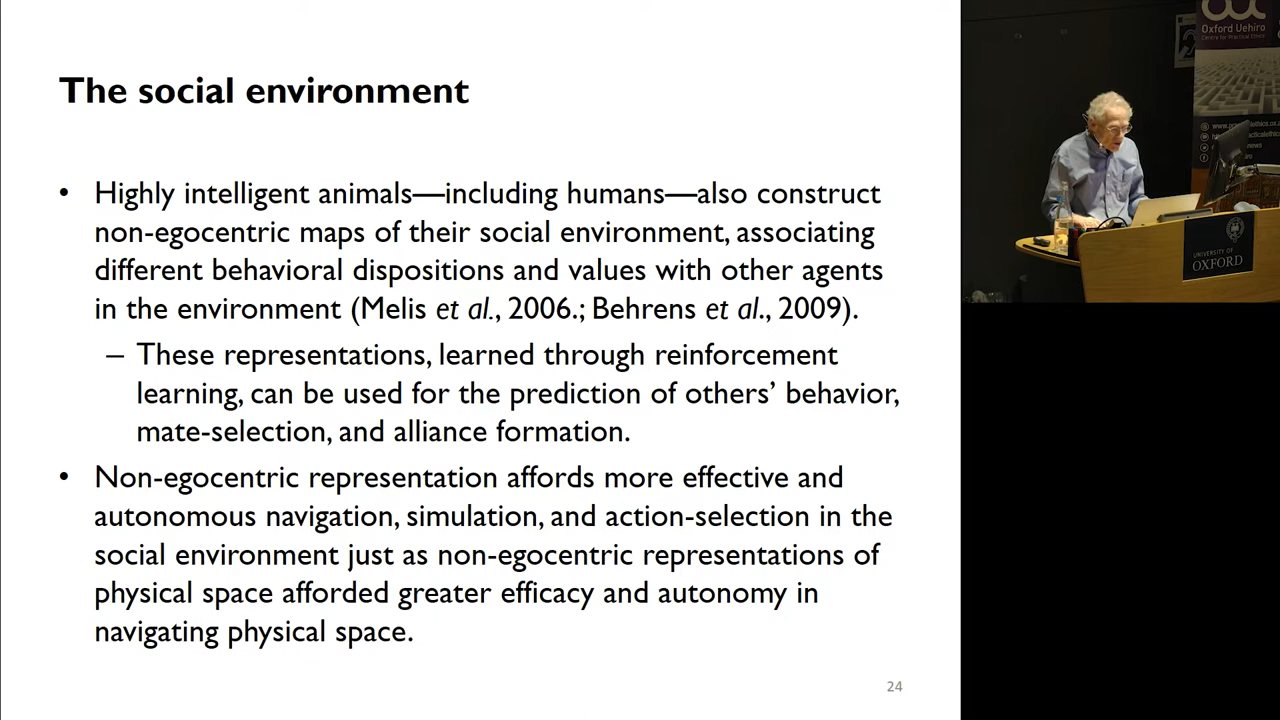 The social environment
• Highly intelligent animals—including humans—also construct
non-egocentric maps of their social environment, associating
different behavioral dispositions and values with other agents
in the environment (Melis et al., 2006.; Behrens et al., 2009).
– These representations, learned through reinforcement
learning, can be used for the prediction of others’ behavior,
mate-selection, and alliance formation.
• Non-egocentric representation affords more effective and
autonomous navigation, simulation, and action-selection in the
social environment just as non-egocentric representations of
physical space afforded greater efficacy and autonomy in
navigating physical space.
24
Oxford Uehiro
Centre for Practical Ethics
UNIVERSITY OF
OXFORD